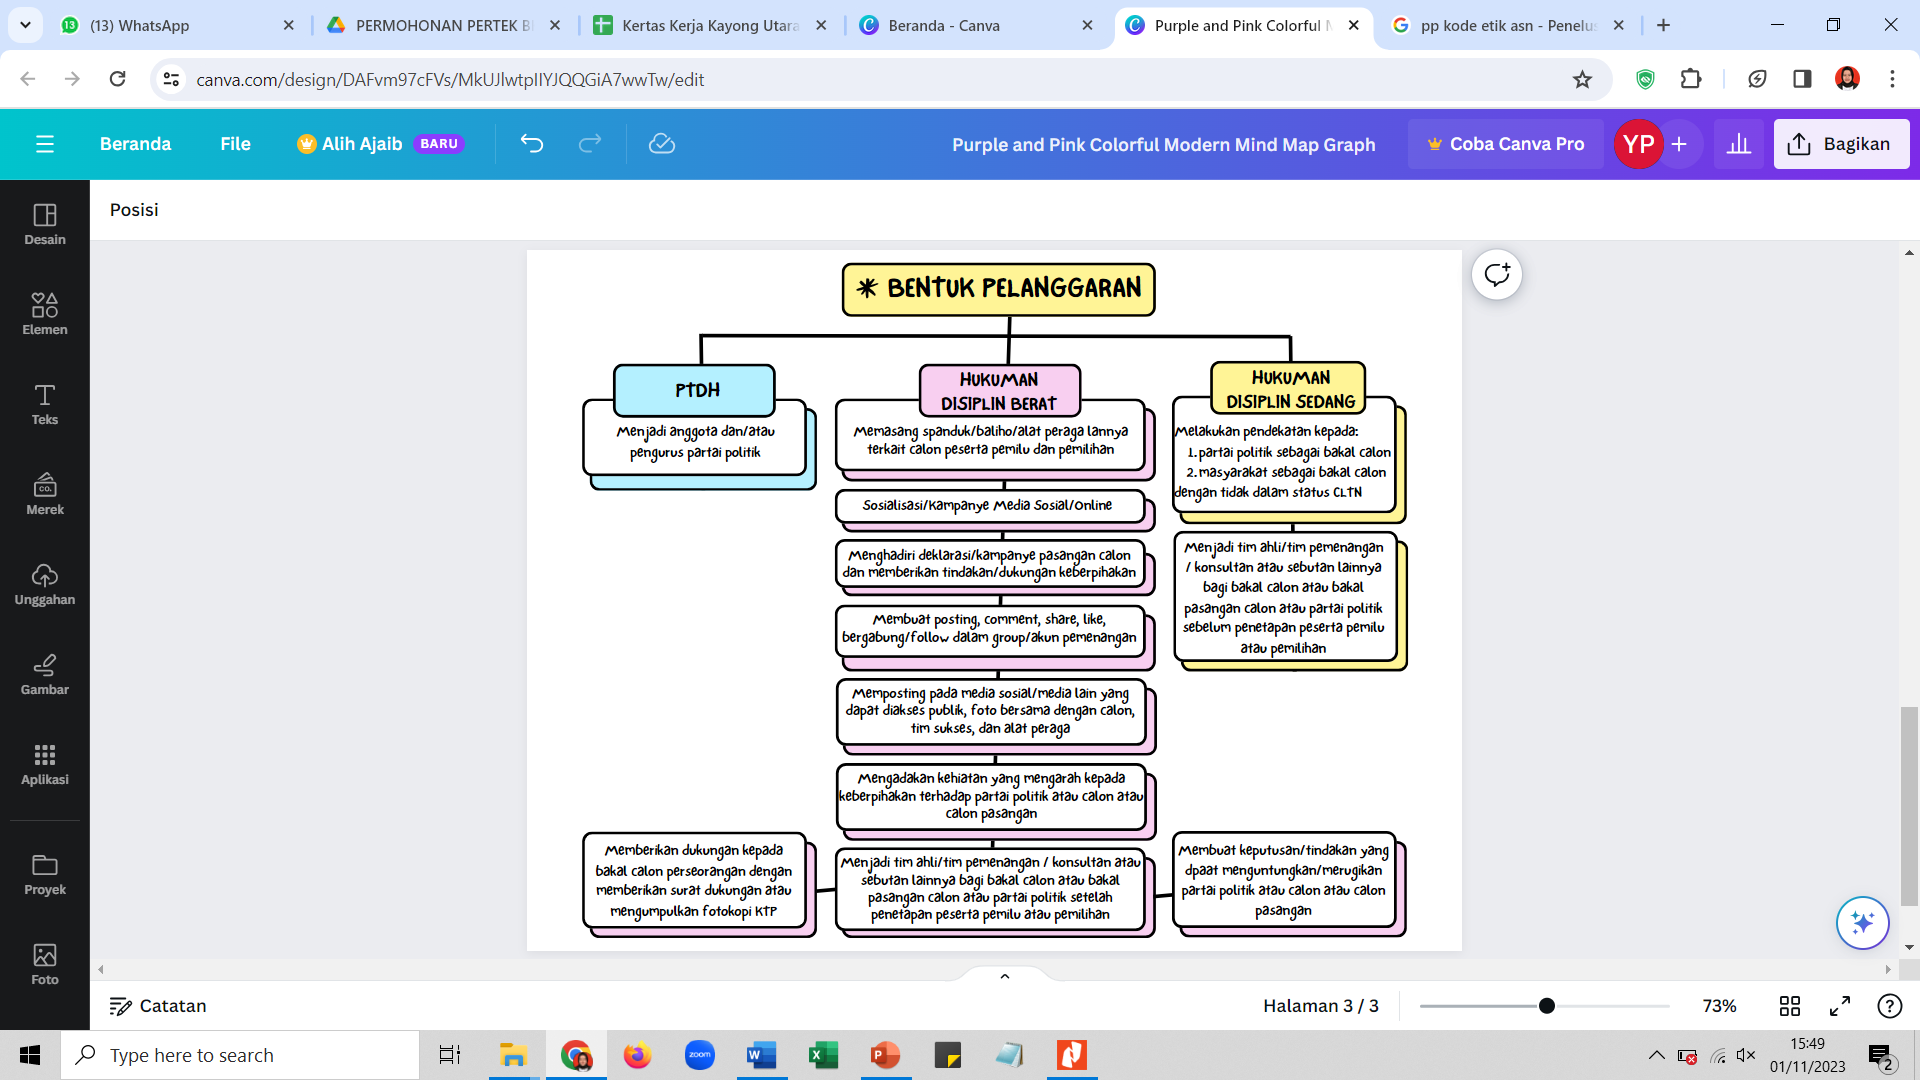 (13) WhatsApp
PERMOHONAN PERTEK B
Kertas Kerja Kayong Utara
Beranda - Canva
Purple and Pink Colorful M
pp kode etik asn - Penelus
canva.com/design/DAFvm97cFVs/MkUJlwtpIIYJQQGiA7wwTw/edit
Beranda
File
Alih Ajaib
BARU
Purple and Pink Colorful Modern Mind Map Graph
Coba Canva Pro
YP
Bagikan
Posisi
Desain
Elemen
Teks
Merek
Unggahan
Gambar
Aplikasi
Proyek
Foto
BENTUK PELANGGARAN
PTDH
Menjadi anggota dan/atau
pengurus partai politik
HUKUMAN
DISIPLIN BERAT
Memasang spanduk/baliho/alat peraga lannya
terkait calon peserta pemilu dan pemilihan
Sosialisasi/Kampanye Media Sosial/Online
Menghadiri deklarasi/kampanye pasangan calon
dan memberikan tindakan/dukungan keberpihakan
Membuat posting, comment, share, like,
bergabung/follow dalam group/akun pemenangan
Memposting pada media sosial/media lain yang
dapat diakses publik, foto bersama dengan calon,
tim sukses, dan alat peraga
Mengadakan kehiatan yang mengarah kepada
keberpihakan terhadap partai politik atau calon atau
calon pasangan
Menjadi tim ahli/tim pemenangan / konsultan atau
sebutan lainnya bagi bakal calon atau bakal
pasangan calon atau partai politik setelah
penetapan peserta pemilu atau pemilihan
HUKUMAN
DISIPLIN SEDANG
Melakukan pendekatan kepada:
1. partai politik sebagai bakal calon
2. masyarakat sebagai bakal calon
dengan tidak dalam status CLTN
Menjadi tim ahli/tim pemenangan
/ konsultan atau sebutan lainnya
bagi bakal calon atau bakal
pasangan calon atau partai politik
sebelum penetapan peserta pemilu
atau pemilihan
Memberikan dukungan kepada
bakal calon perseorangan dengan
memberikan surat dukungan atau
mengumpulkan fotokopi KTP
Membuat keputusan/tindakan yang
dpaat menguntungkan/merugikan
partai politik atau calon atau calon
pasangan
Catatan
Halaman 3 / 3
73%
Type here to search
15:49
01/11/2023
2